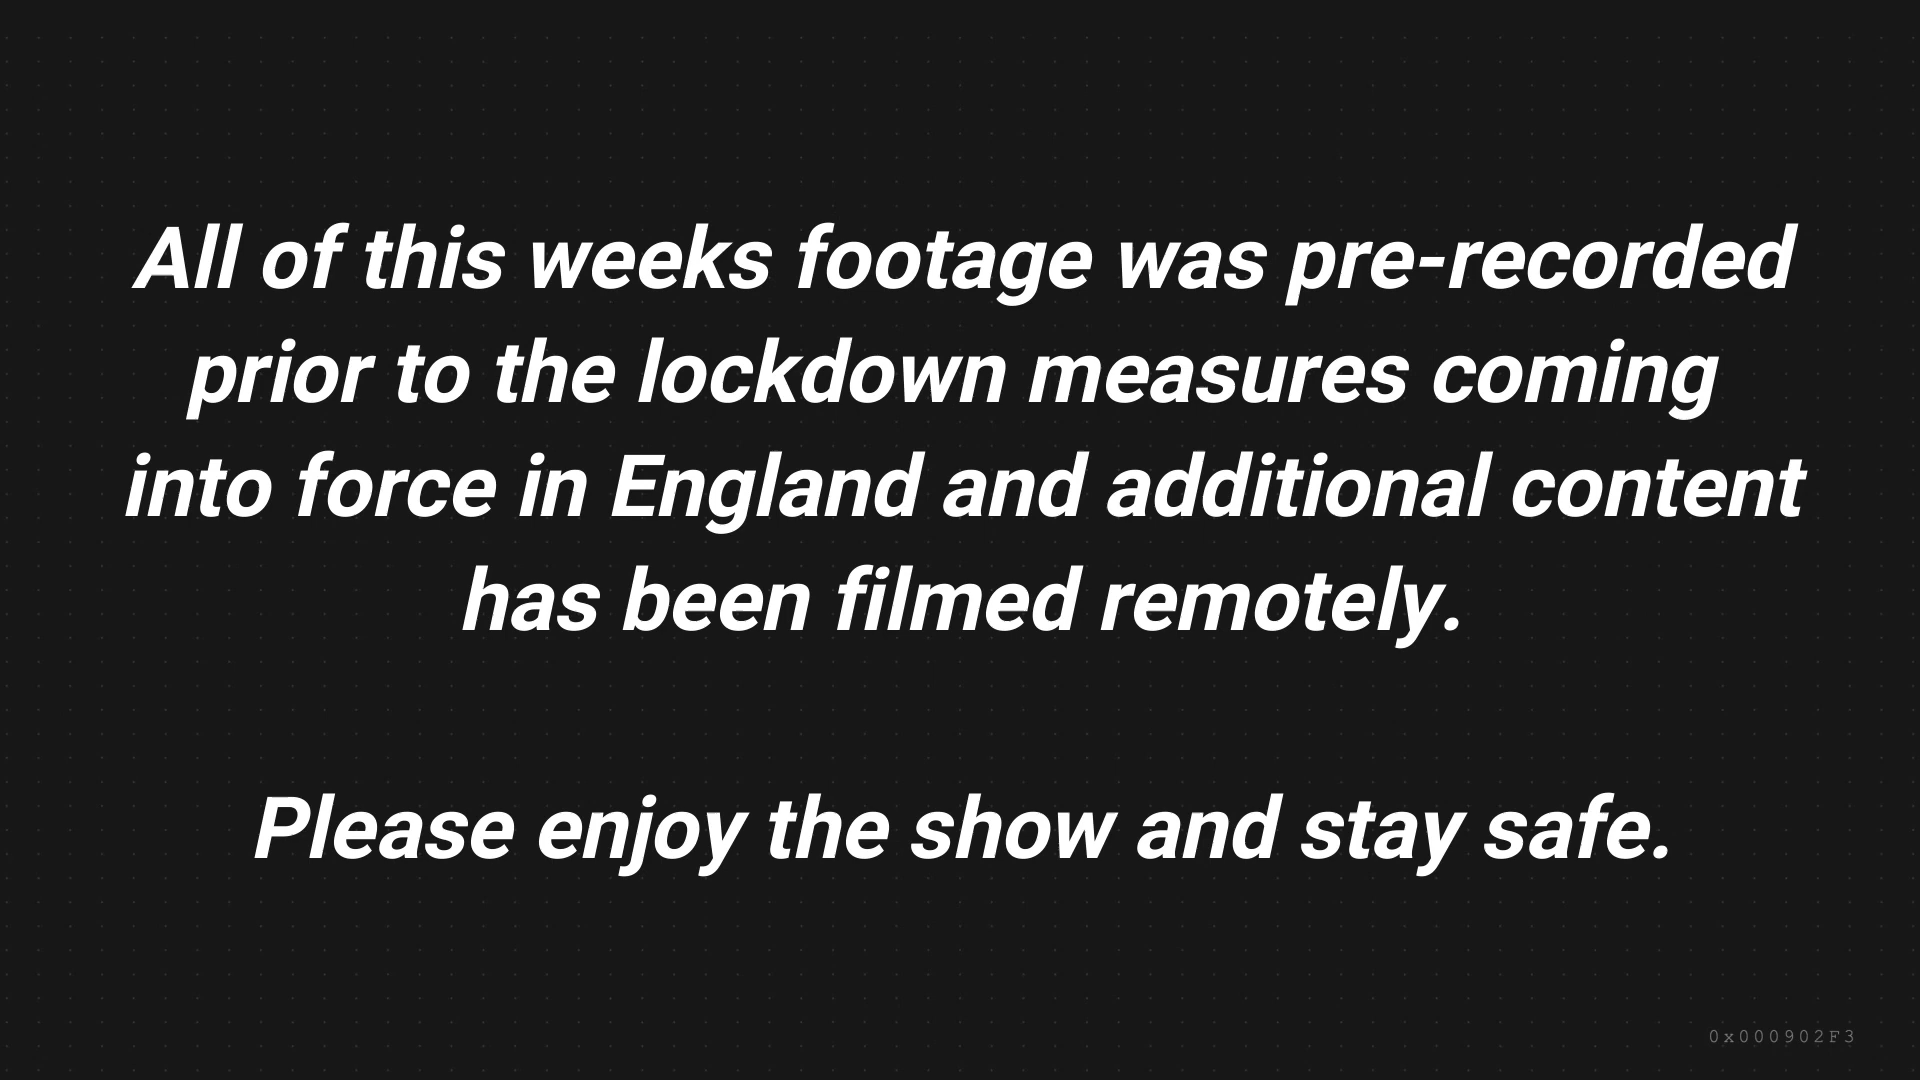 All of this weeks footage was pre-recorded
prior to the lockdown measures coming
into force in England and additional content
has been filmed remotely.
Please enjoy the show and stay safe.
0x000902F3